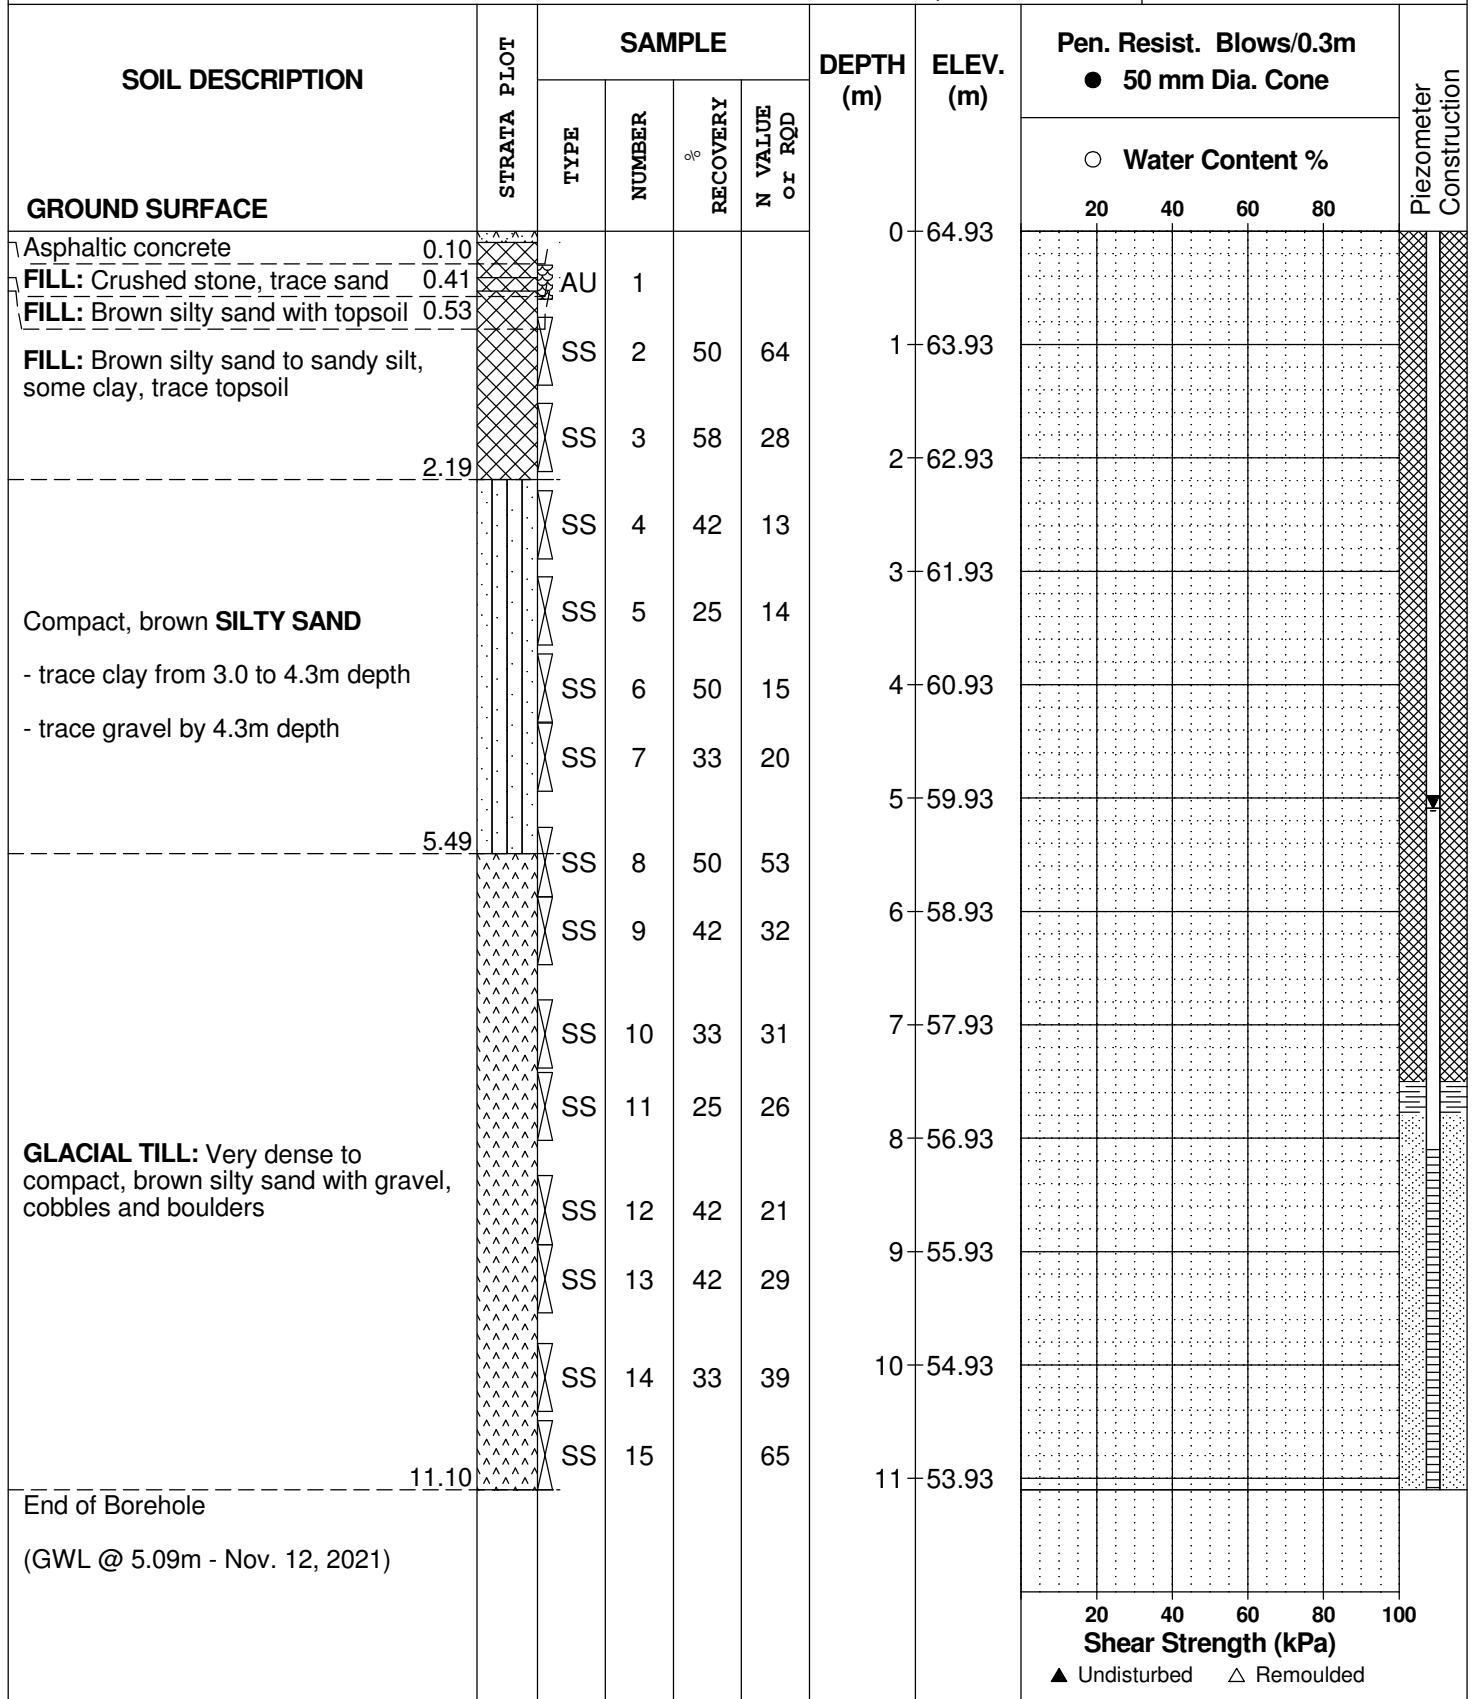 SOIL DESCRIPTION
GROUND SURFACE
STRATA PLOT
SAMPLE
TYPE
NUMBER
% RECOVERY
N VALUE or RQD
DEPTH (m)
ELEV. (m)
Pen. Resist. Blows/0.3m
● 50 mm Dia. Cone
○ Water Content %
20 40 60 80
Piezometer Construction
0 64.93
Asphaltic concrete 0.10
FILL: Crushed stone, trace sand 0.41
AU 1
FILL: Brown silty sand with topsoil 0.53
SS 2 50 64
1 63.93
FILL: Brown silty sand to sandy silt,
some clay, trace topsoil
SS 3 58 28
2.19
2 62.93
SS 4 42 13
3 61.93
SS 5 25 14
Compact, brown SILTY SAND
- trace clay from 3.0 to 4.3m depth
SS 6 50 15
4 60.93
- trace gravel by 4.3m depth
SS 7 33 20
5 59.93
5.49
SS 8 50 53
6 58.93
SS 9 42 32
7 57.93
SS 10 33 31
SS 11 25 26
8 56.93
GLACIAL TILL: Very dense to
compact, brown silty sand with gravel,
cobbles and boulders
SS 12 42 21
9 55.93
SS 13 42 29
10 54.93
SS 14 33 39
SS 15 65
11.10
11 53.93
End of Borehole
(GWL @ 5.09m - Nov. 12, 2021)
20 40 60 80 100
Shear Strength (kPa)
▲ Undisturbed △ Remoulded